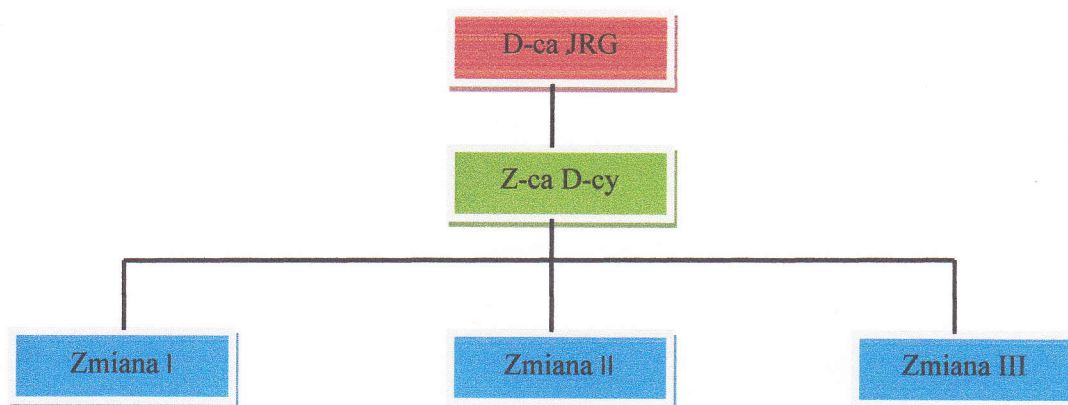 D-ca JRG
Z-ca D-cy
Zmiana I
Zmiana II
Zmiana III